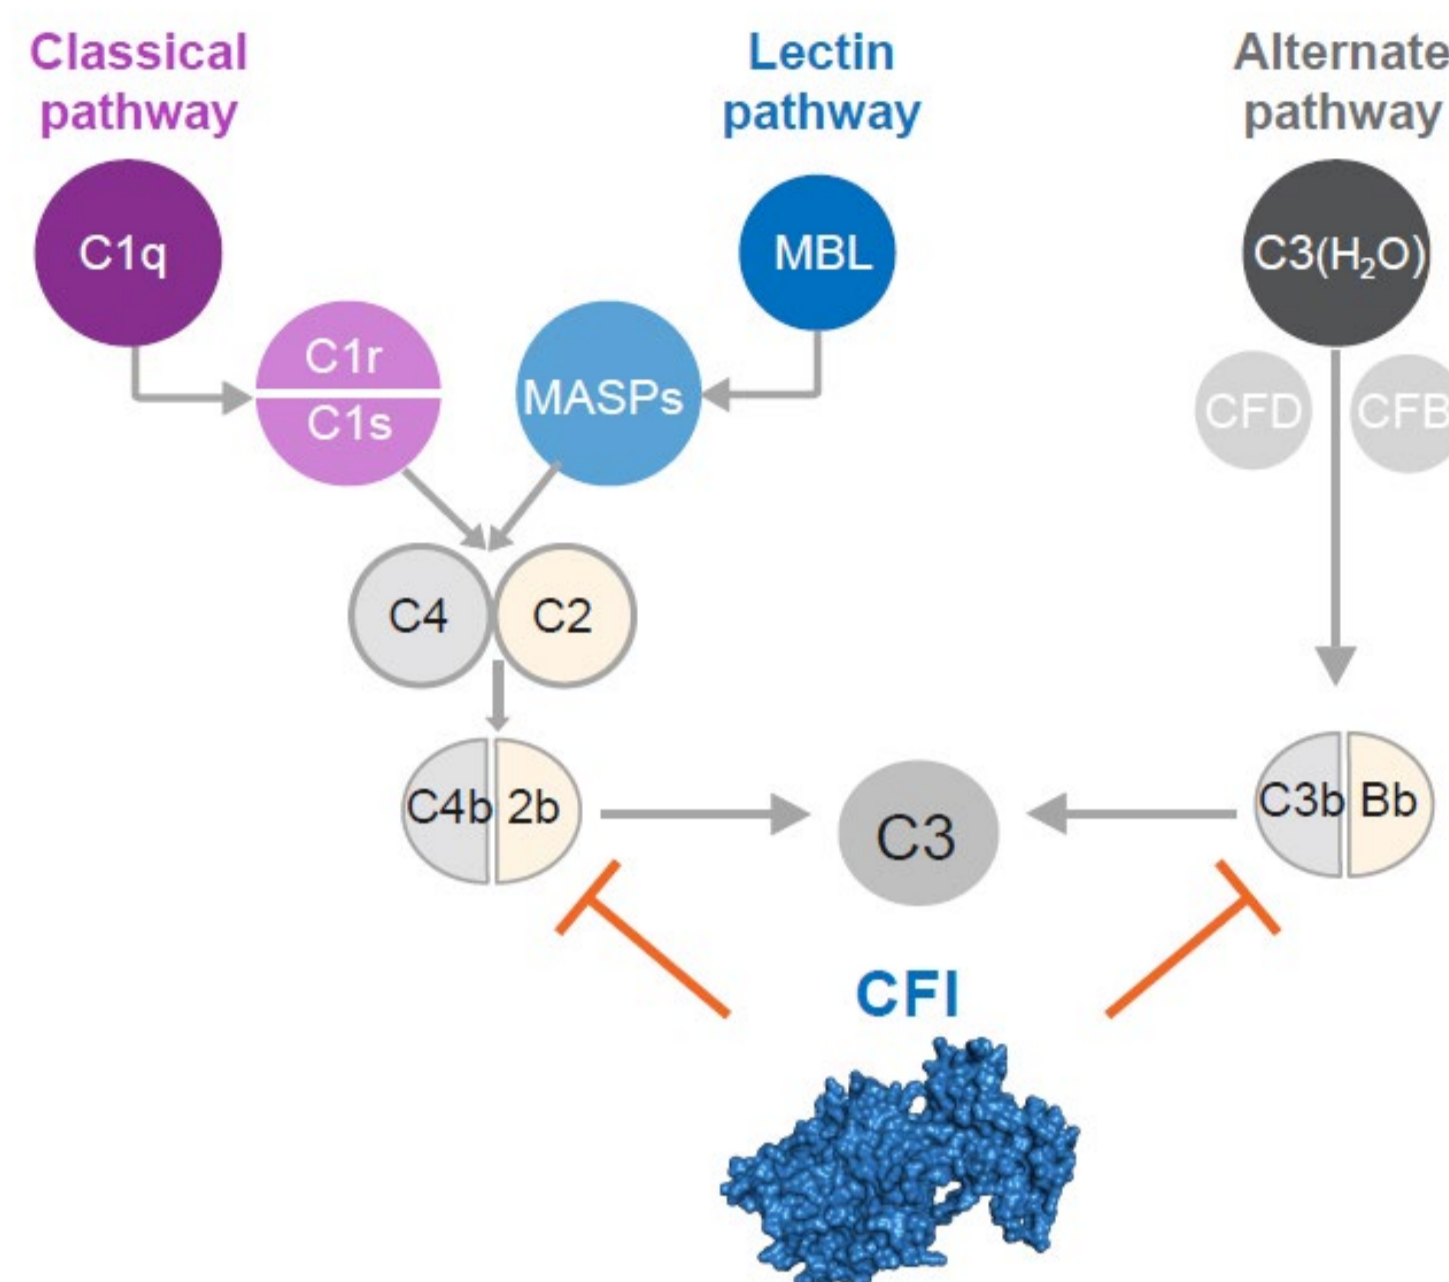 Classical
pathway
Lectin
pathway
Alternate
pathway
C1q
MBL
C3(H₂O)
C1r
C1s
MASPs
CFD
CFB
C4
C2
C4b
2b
C3
C3b
Bb
CFI